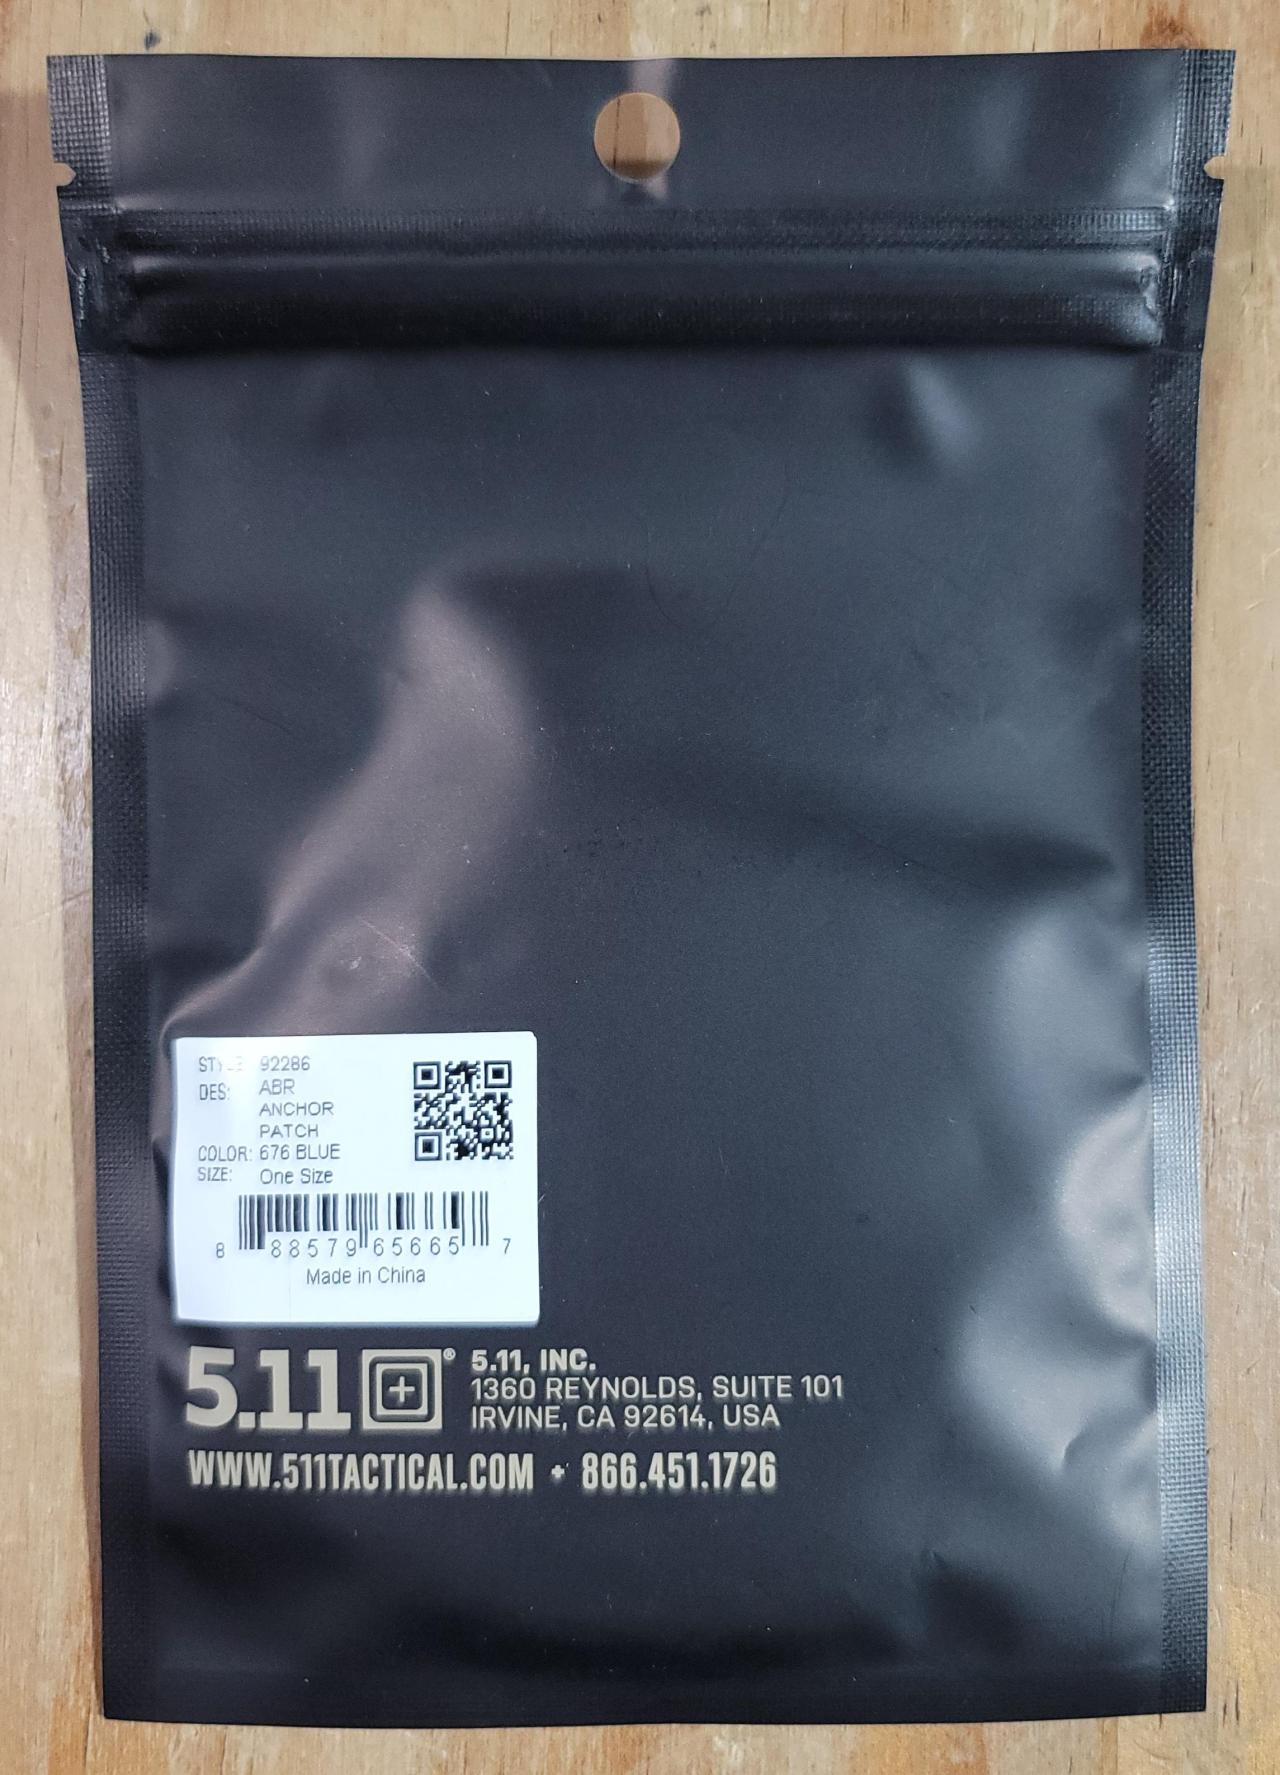 STYLE: 92286
DES: ABR
ANCHOR
PATCH
COLOR: 676 BLUE
SIZE: One Size
8 88579 65665 7
Made in China
5.11®
5.11, INC.
1360 REYNOLDS, SUITE 101
IRVINE, CA 92614, USA
WWW.511TACTICAL.COM + 866.451.1726